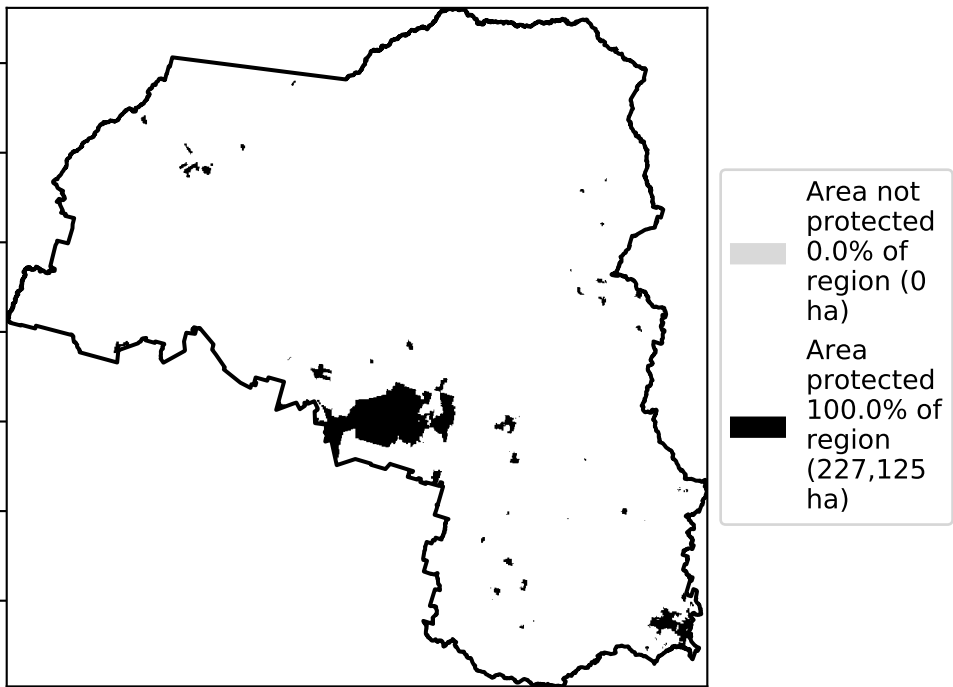 Area not
protected
0.0% of
region (0
ha)
Area
protected
100.0% of
region
(227,125
ha)